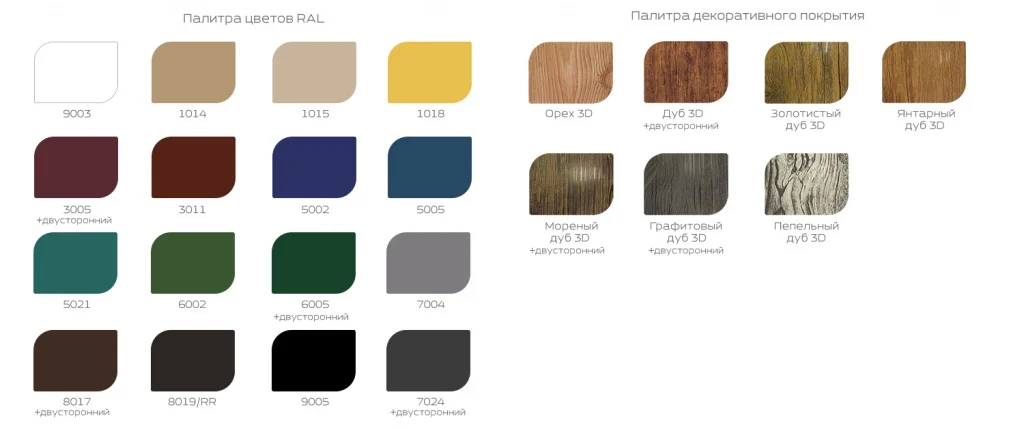 Палитра цветов RAL
9003
1014
1015
1018
3005
+двусторонний
3011
5002
5005
5021
6002
6005
+двусторонний
7004
8017
+двусторонний
8019/RR
9005
7024
+двусторонний
Палитра декоративного покрытия
Орех 3D
Дуб 3D
+двусторонний
Золотистый
дуб 3D
Янтарный
дуб 3D
Мореный
дуб 3D
+двусторонний
Графитовый
дуб 3D
+двусторонний
Пепельный
дуб 3D